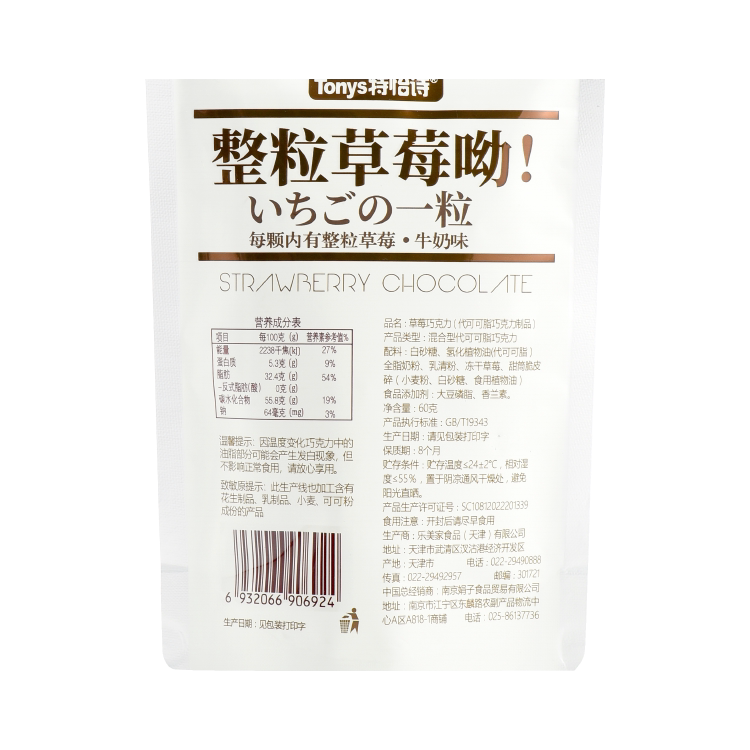 Tonys特怡诗®
整粒草莓呦!
いちごの一粒
每颗内有整粒草莓·牛奶味
STRAWBERRY CHOCOLATE
营养成分表
项目 每100克(g) 营养素参考值%
能量 2238千焦(kJ) 27%
蛋白质 5.3克(g) 9%
脂肪 32.4克(g) 54%
-反式脂肪(酸) 0克(g)
碳水化合物 55.8克(g) 19%
钠 64毫克(mg) 3%
温馨提示:因温度变化巧克力中的
油脂部分可能会产生发白现象,但
不影响正常食用,请放心享用。
致敏原提示:此生产线也加工含有
花生制品、乳制品、小麦,可可粉
成份的产品
6 932066 906924
生产日期:见包装打印字
品名:草莓巧克力(代可可脂巧克力制品)
产品类型:混合型代可可脂巧克力
配料:白砂糖、氢化植物油(代可可脂)
全脂奶粉、乳清粉、冻干草莓、甜筒脆皮
碎(小麦粉、白砂糖、食用植物油)
食品添加剂:大豆磷脂、香兰素。
净含量:60克
产品执行标准:GB/T19343
生产日期:请见包装打印字
保质期:8个月
贮存条件:贮存温度≤24±2℃,相对湿
度≤55%,置于阴凉通风干燥处,避免
阳光直晒。
产品生产许可证号:SC10812022201339
食用注意:开封后请尽早食用
生产商:乐美家食品(天津)有限公司
地址:天津市武清区汊沽港经济开发区
产地:天津市 电话:022-29490888
传真:022-29492957 邮编:301721
中国总经销商:南京娟子食品贸易有限公司
地址:南京市江宁区东麒路农副产品物流中
心A区A818-1商铺 电话:025-86137736